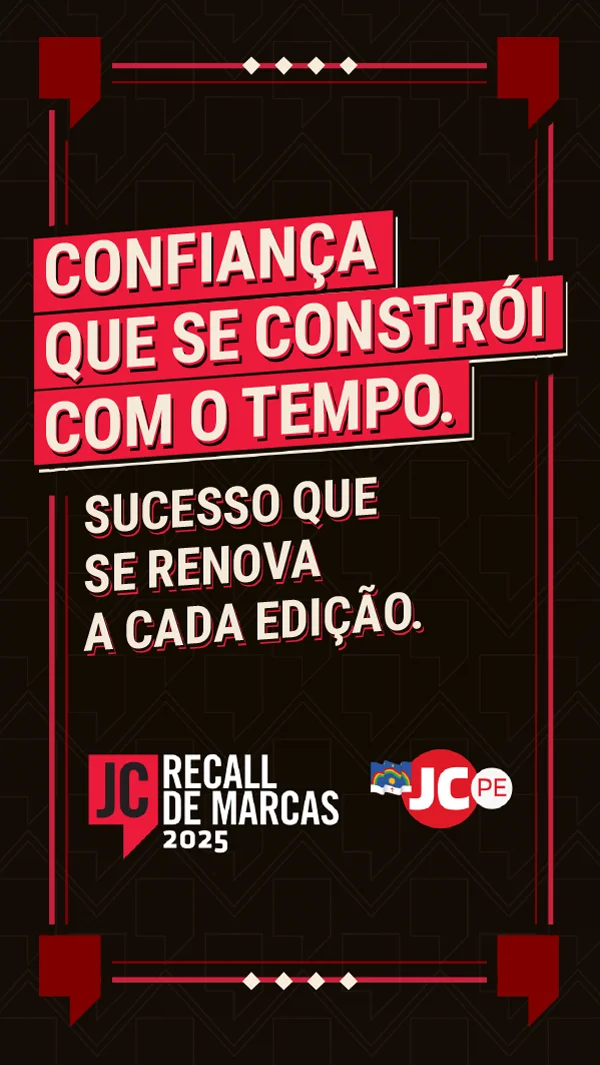 CONFIANÇA
QUE SE CONSTRÓI
COM O TEMPO.
SUCESSO QUE
SE RENOVA
A CADA EDIÇÃO.
JC RECALL
DE MARCAS
2025
JC PE